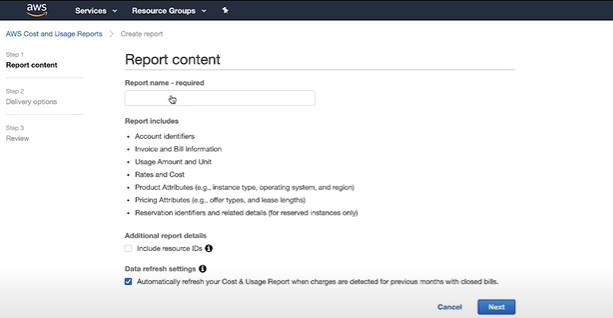 aws Services Resource Groups
AWS Cost and Usage Reports > Create report
Step 1
Report content
Step 2
Delivery options
Step 3
Review
Report content
Report name - required
Report includes
• Account identifiers
• Invoice and Bill Information
• Usage Amount and Unit
• Rates and Cost
• Product Attributes (e.g., instance type, operating system, and region)
• Pricing Attributes (e.g., offer types, and lease lengths)
• Reservation identifiers and related details (for reserved instances only)
Additional report details
Include resource IDs
Data refresh settings
Automatically refresh your Cost & Usage Report when charges are detected for previous months with closed bills.
Cancel Next